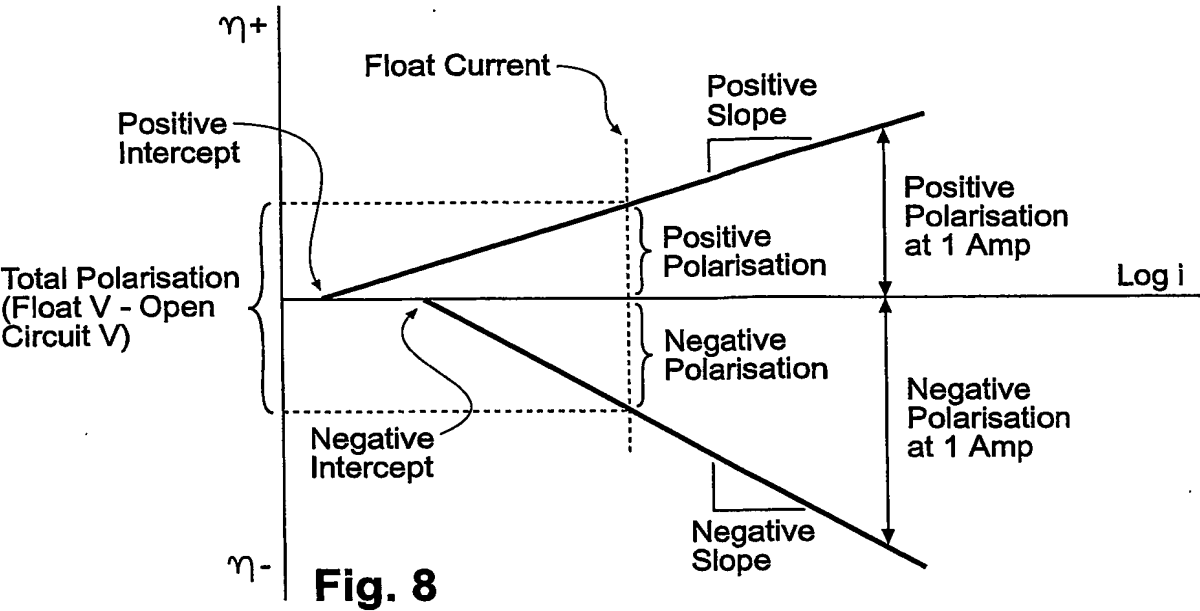 η+
Float Current
Positive
Slope
Positive
Intercept
Positive
Polarisation
at 1 Amp
Positive
Polarisation
Total Polarisation
(Float V - Open
Circuit V)
Log i
Negative
Polarisation
Negative
Polarisation
at 1 Amp
Negative
Intercept
Negative
Slope
η-
Fig. 8